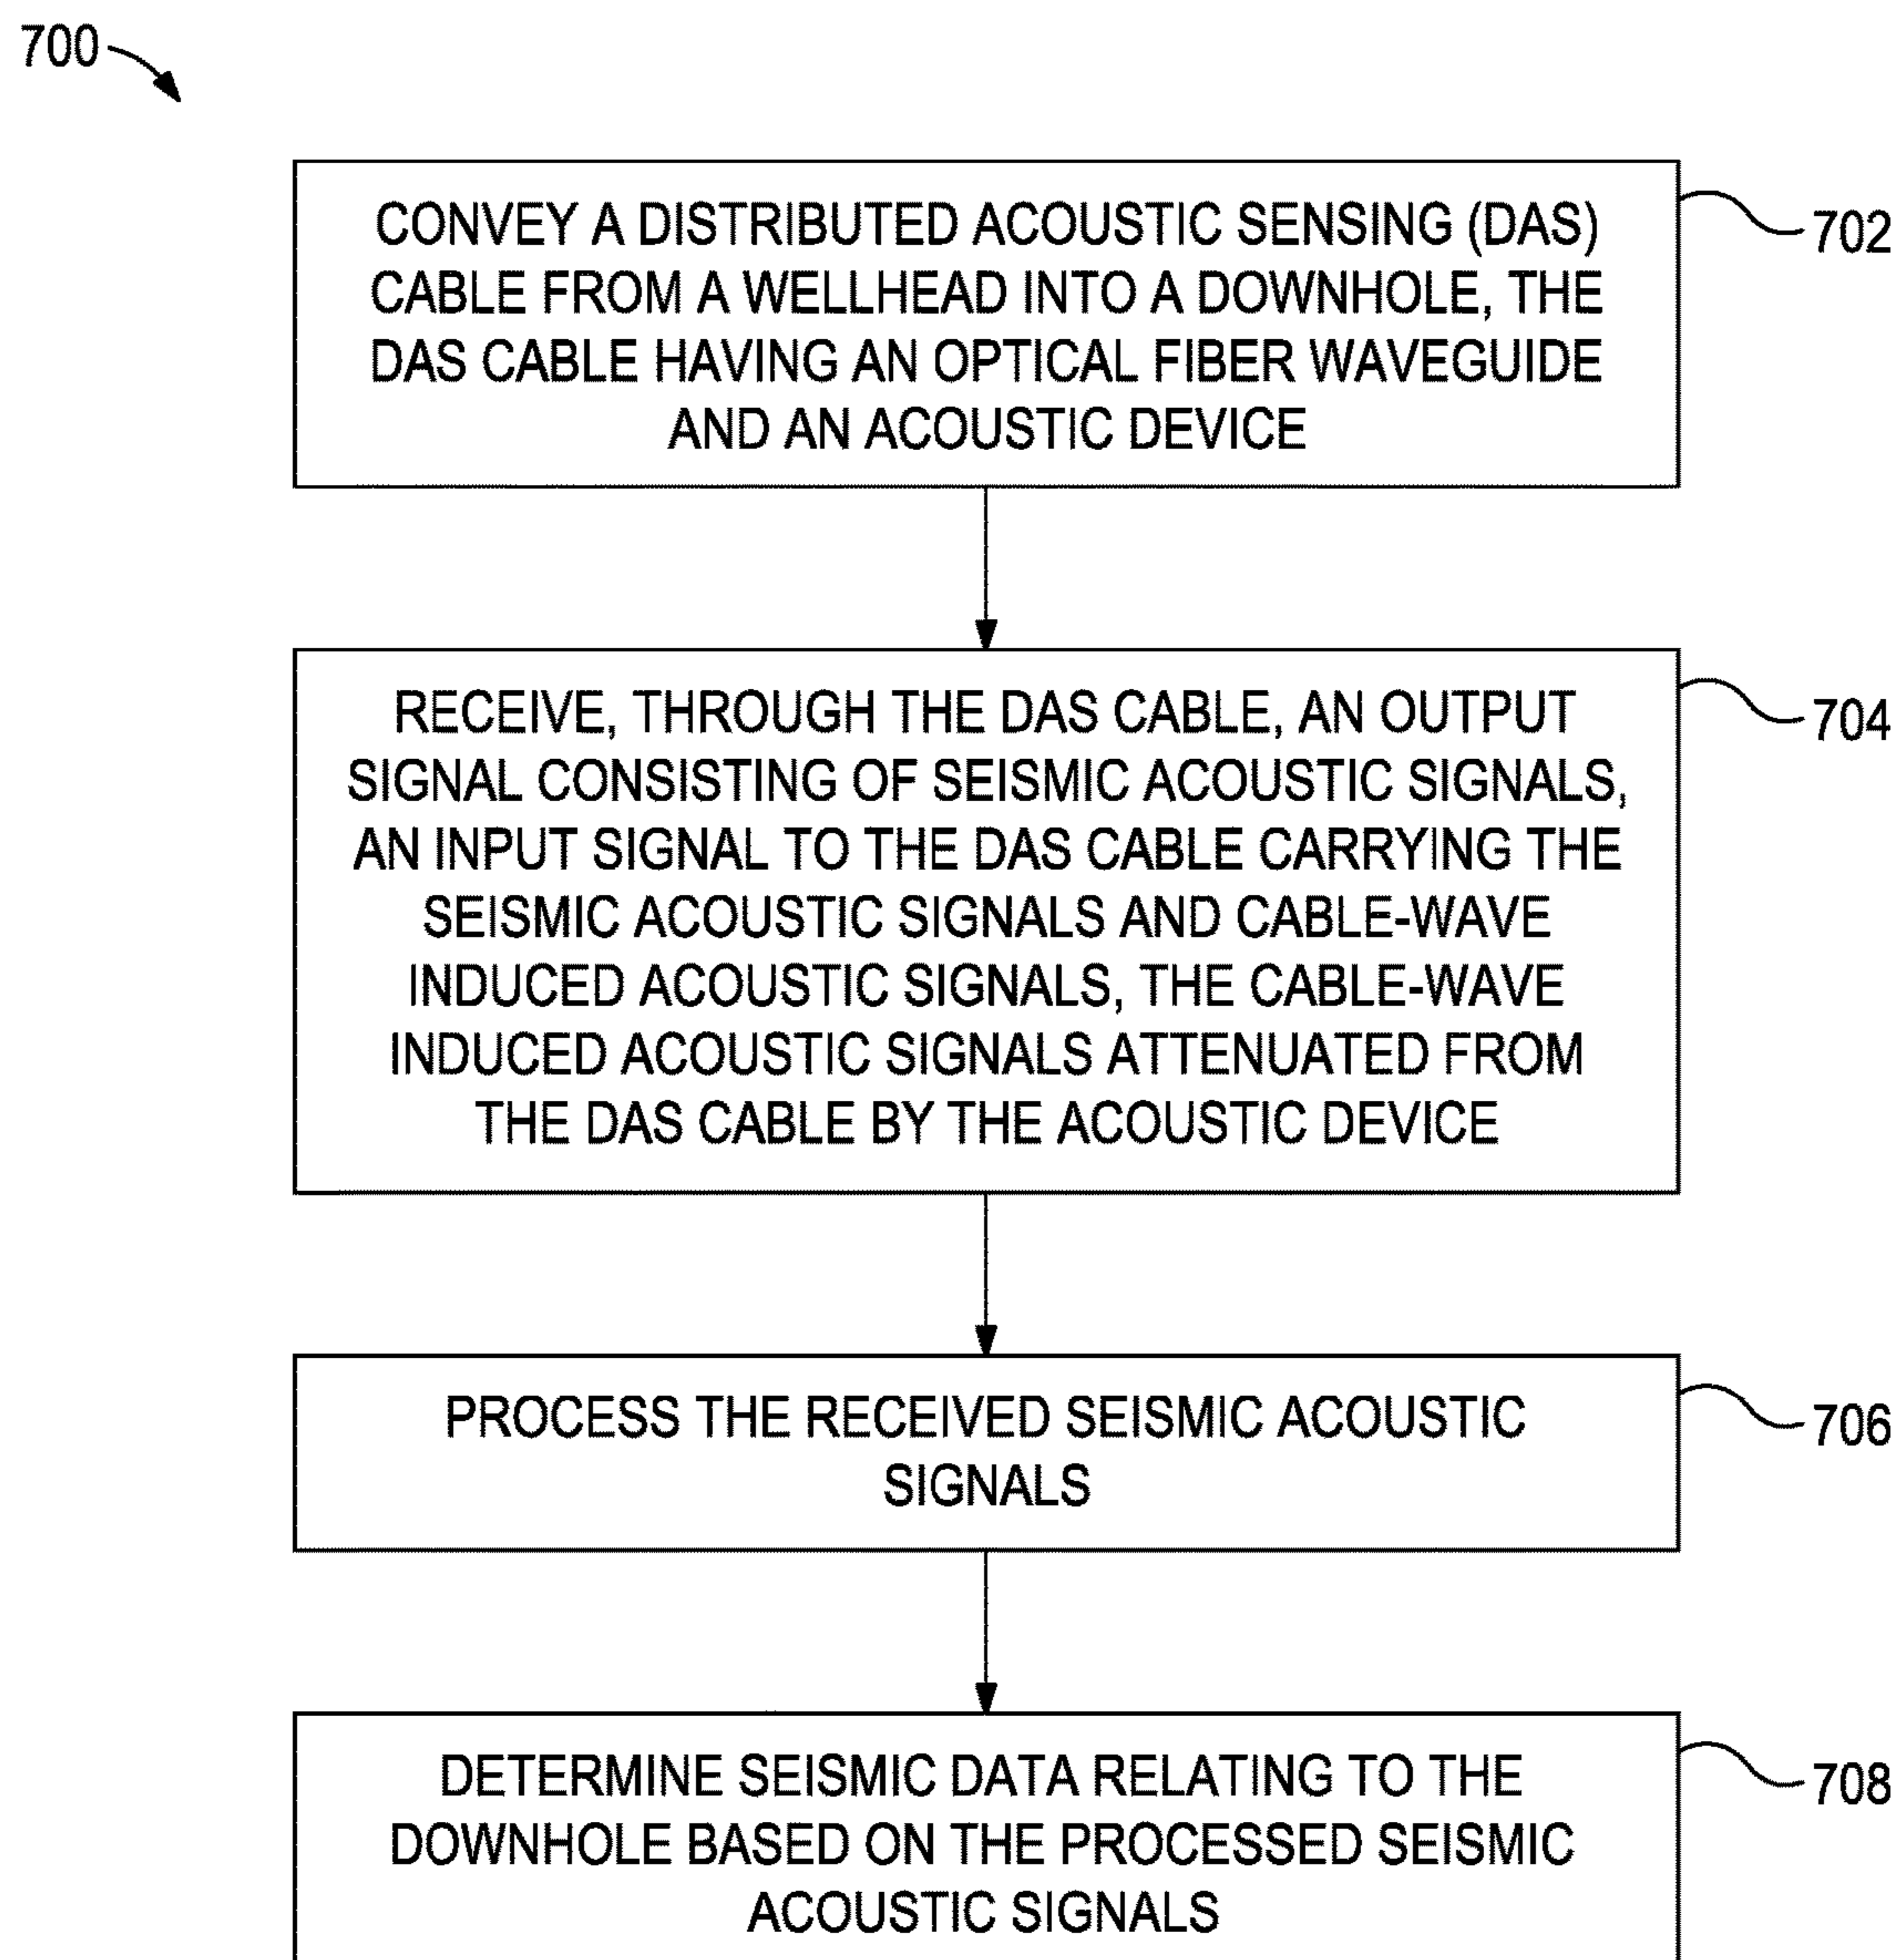 700
CONVEY A DISTRIBUTED ACOUSTIC SENSING (DAS)
CABLE FROM A WELLHEAD INTO A DOWNHOLE, THE
DAS CABLE HAVING AN OPTICAL FIBER WAVEGUIDE
AND AN ACOUSTIC DEVICE
702
RECEIVE, THROUGH THE DAS CABLE, AN OUTPUT
SIGNAL CONSISTING OF SEISMIC ACOUSTIC SIGNALS,
AN INPUT SIGNAL TO THE DAS CABLE CARRYING THE
SEISMIC ACOUSTIC SIGNALS AND CABLE-WAVE
INDUCED ACOUSTIC SIGNALS, THE CABLE-WAVE
INDUCED ACOUSTIC SIGNALS ATTENUATED FROM
THE DAS CABLE BY THE ACOUSTIC DEVICE
704
PROCESS THE RECEIVED SEISMIC ACOUSTIC
SIGNALS
706
DETERMINE SEISMIC DATA RELATING TO THE
DOWNHOLE BASED ON THE PROCESSED SEISMIC
ACOUSTIC SIGNALS
708